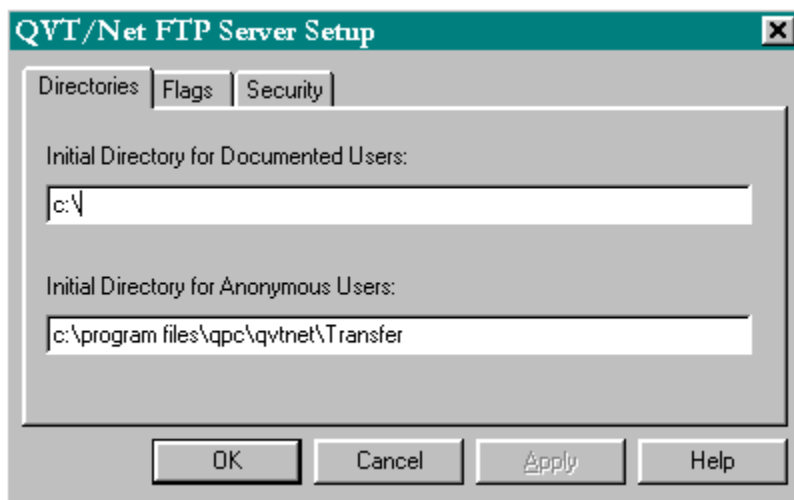 QVT/Net FTP Server Setup
Directories Flags Security
Initial Directory for Documented Users:
c:\
Initial Directory for Anonymous Users:
c:\program files\qpc\qvtnet\Transfer
OK Cancel Apply Help